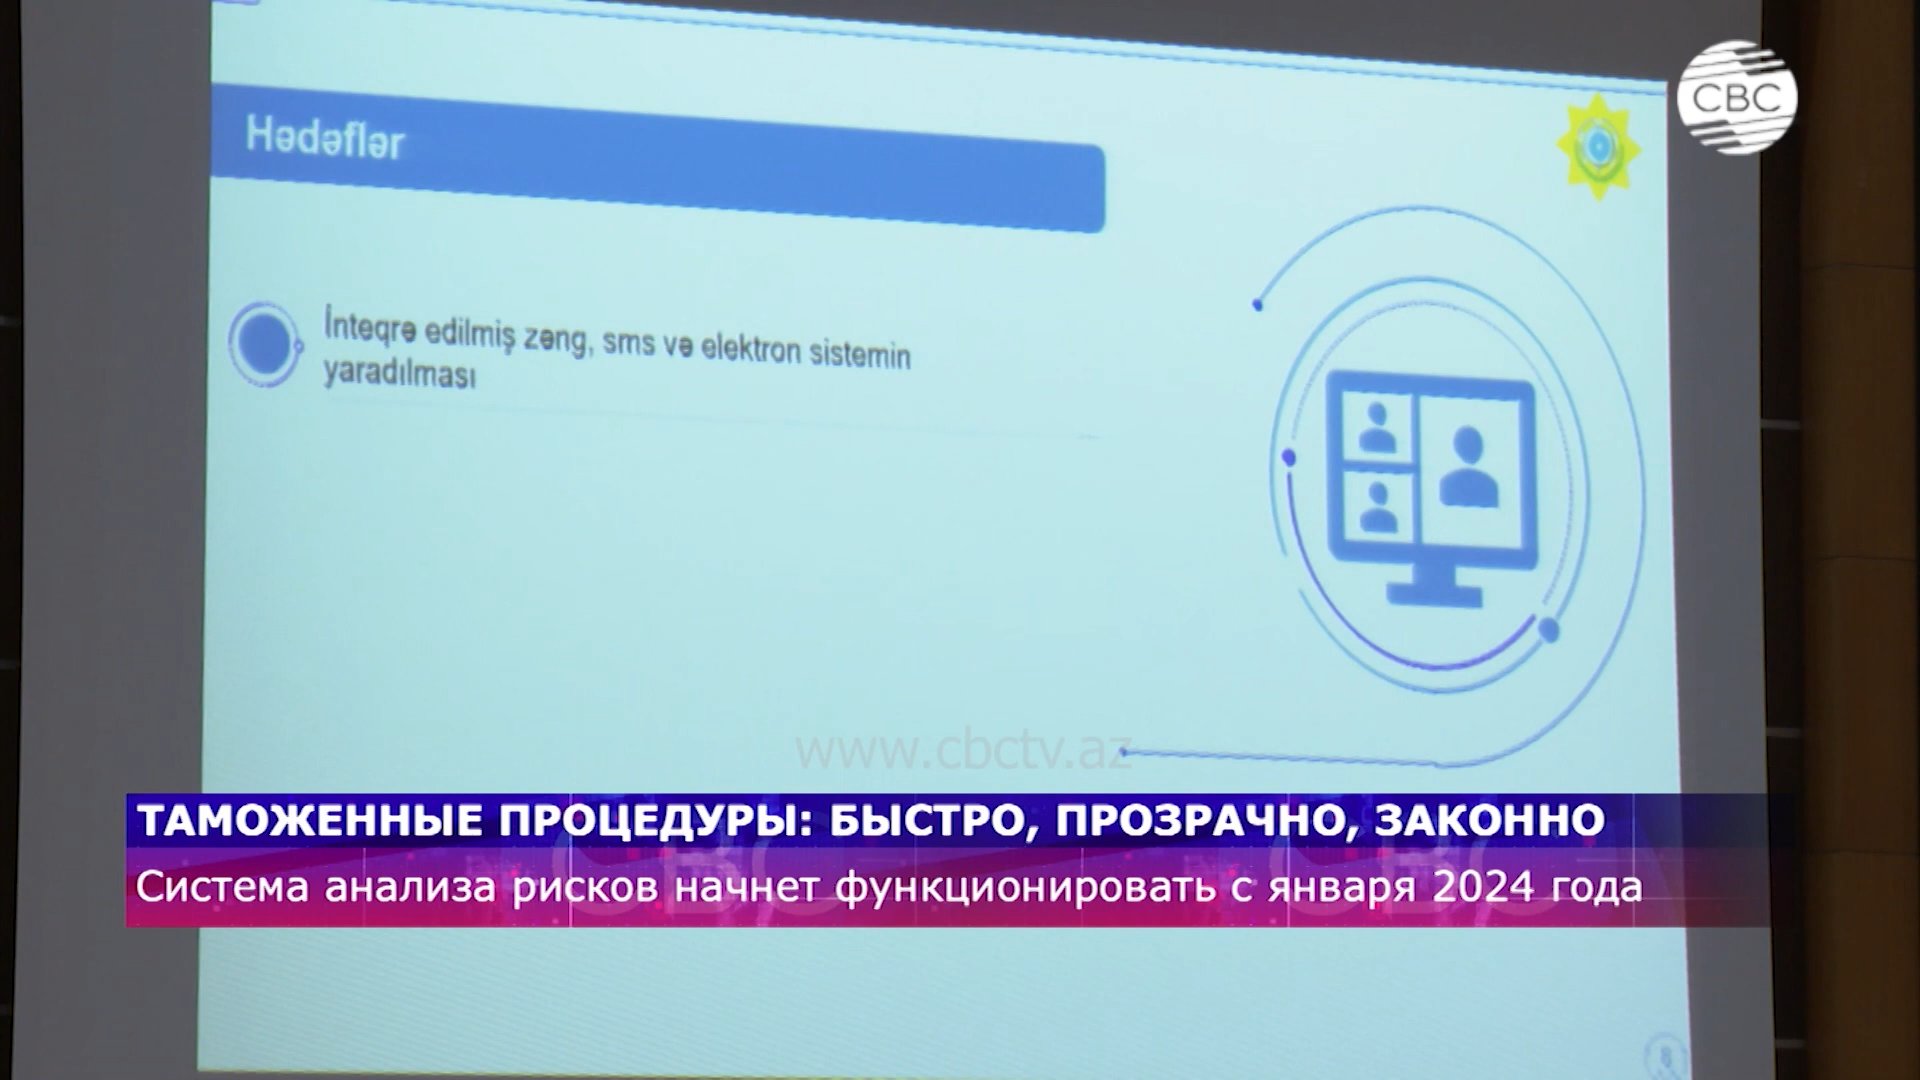 CBC
Hədəflər
İnteqrə edilmiş zəng, sms və elektron sistemin
yaradılması
www.cbctv.az
ТАМОЖЕННЫЕ ПРОЦЕДУРЫ: БЫСТРО, ПРОЗРАЧНО, ЗАКОННО
Система анализа рисков начнет функционировать с января 2024 года